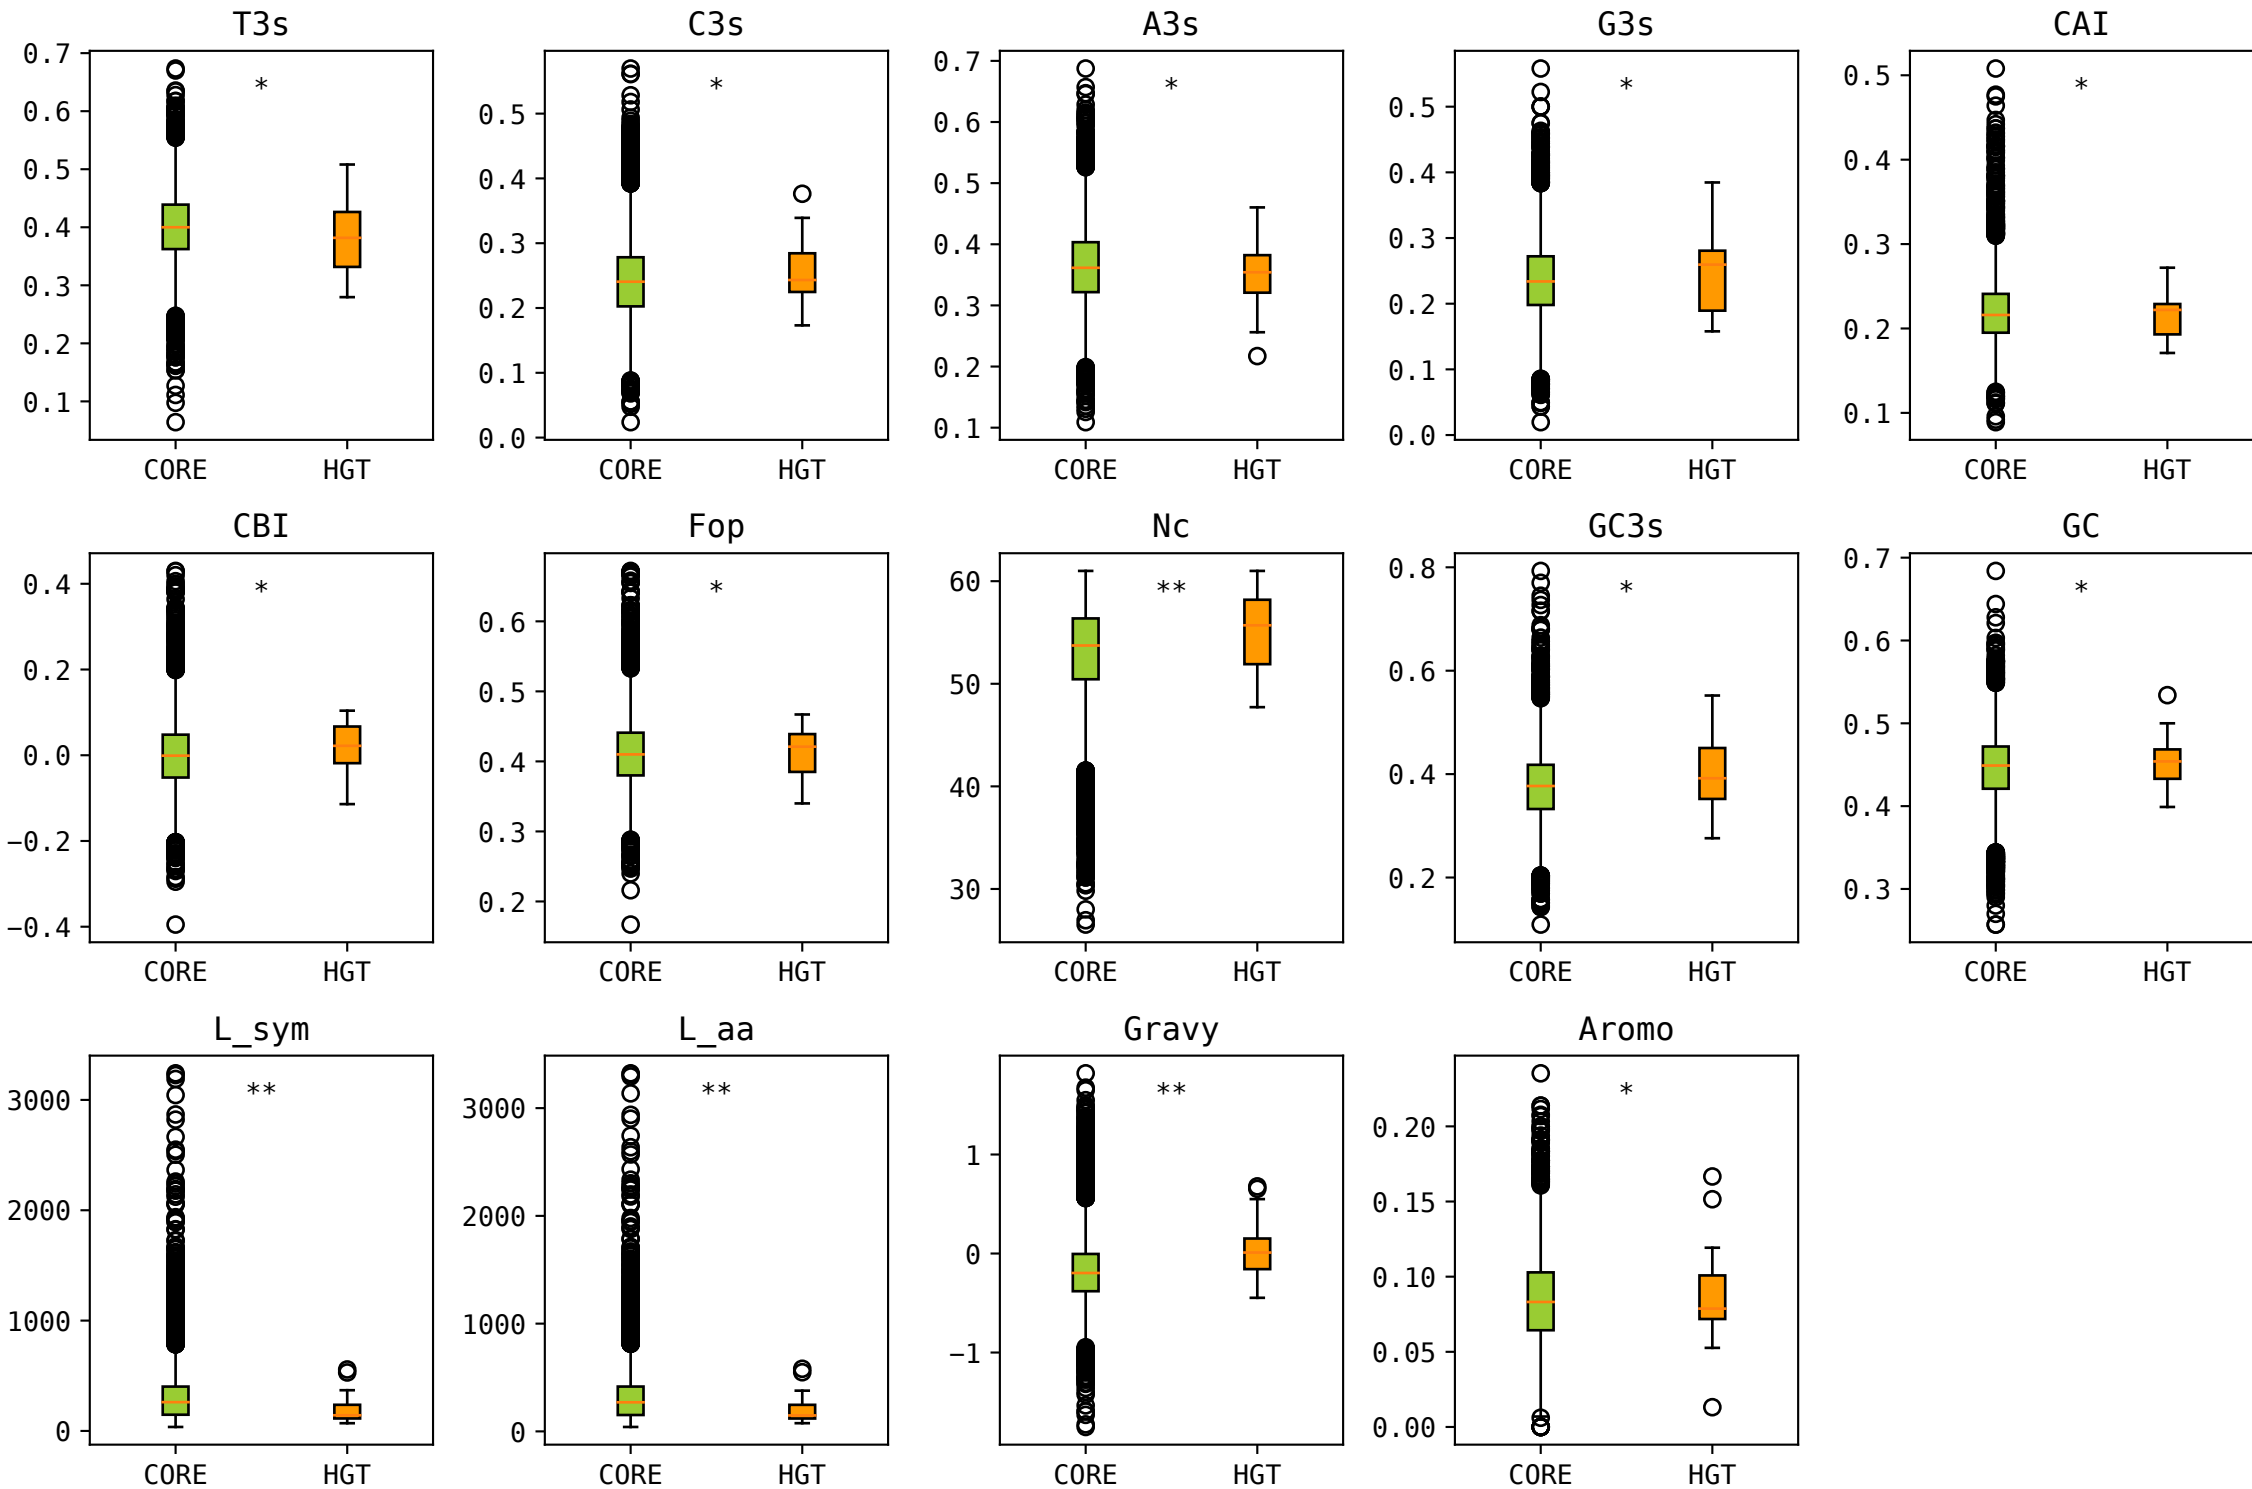 T3s C3s A3s G3s CAI
0.7 0.6 0.5 0.4 0.3 0.2 0.1
*
CORE HGT
0.5 0.4 0.3 0.2 0.1 0.0
*
CORE HGT
0.7 0.6 0.5 0.4 0.3 0.2 0.1
*
CORE HGT
0.5 0.4 0.3 0.2 0.1 0.0
*
CORE HGT
0.5 0.4 0.3 0.2 0.1
*
CORE HGT
CBI Fop Nc GC3s GC
0.4 0.2 0.0 −0.2 −0.4
*
CORE HGT
0.6 0.5 0.4 0.3 0.2
*
CORE HGT
60 50 40 30
**
CORE HGT
0.8 0.6 0.4 0.2
*
CORE HGT
0.7 0.6 0.5 0.4 0.3
*
CORE HGT
L_sym L_aa Gravy Aromo
3000 2000 1000 0
**
CORE HGT
3000 2000 1000 0
**
CORE HGT
1 0 −1
**
CORE HGT
0.20 0.15 0.10 0.05 0.00
*
CORE HGT